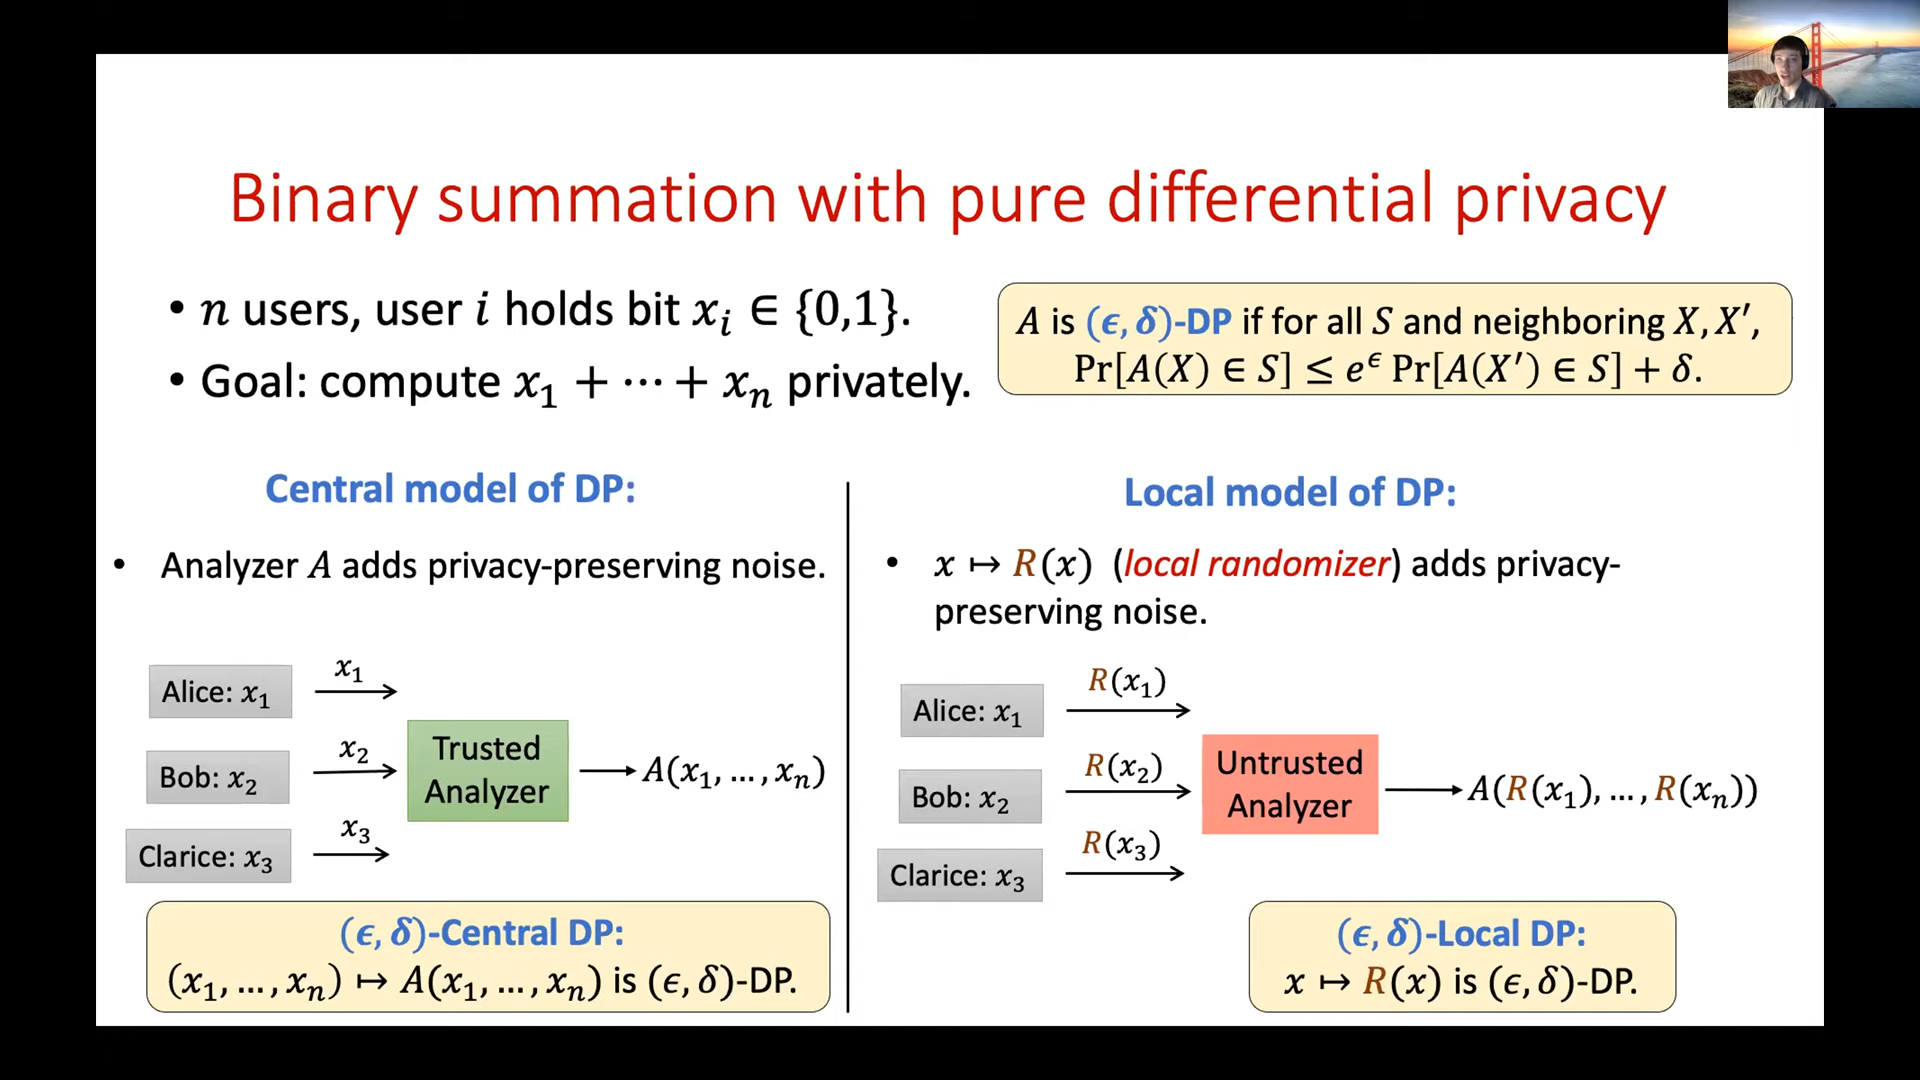 Binary summation with pure differential privacy
• n users, user i holds bit xᵢ ∈ {0,1}.
• Goal: compute x₁ + ⋯ + xₙ privately.
A is (ϵ, δ)-DP if for all S and neighboring X, X′,
Pr[A(X) ∈ S] ≤ e^ϵ Pr[A(X′) ∈ S] + δ.
Central model of DP:
• Analyzer A adds privacy-preserving noise.
Alice: x₁
x₁
Bob: x₂
x₂
Clarice: x₃
x₃
Trusted
Analyzer
A(x₁, …, xₙ)
(ϵ, δ)-Central DP:
(x₁, …, xₙ) ↦ A(x₁, …, xₙ) is (ϵ, δ)-DP.
Local model of DP:
• x ↦ R(x) (local randomizer) adds privacy-
preserving noise.
Alice: x₁
R(x₁)
Bob: x₂
R(x₂)
Clarice: x₃
R(x₃)
Untrusted
Analyzer
A(R(x₁), …, R(xₙ))
(ϵ, δ)-Local DP:
x ↦ R(x) is (ϵ, δ)-DP.